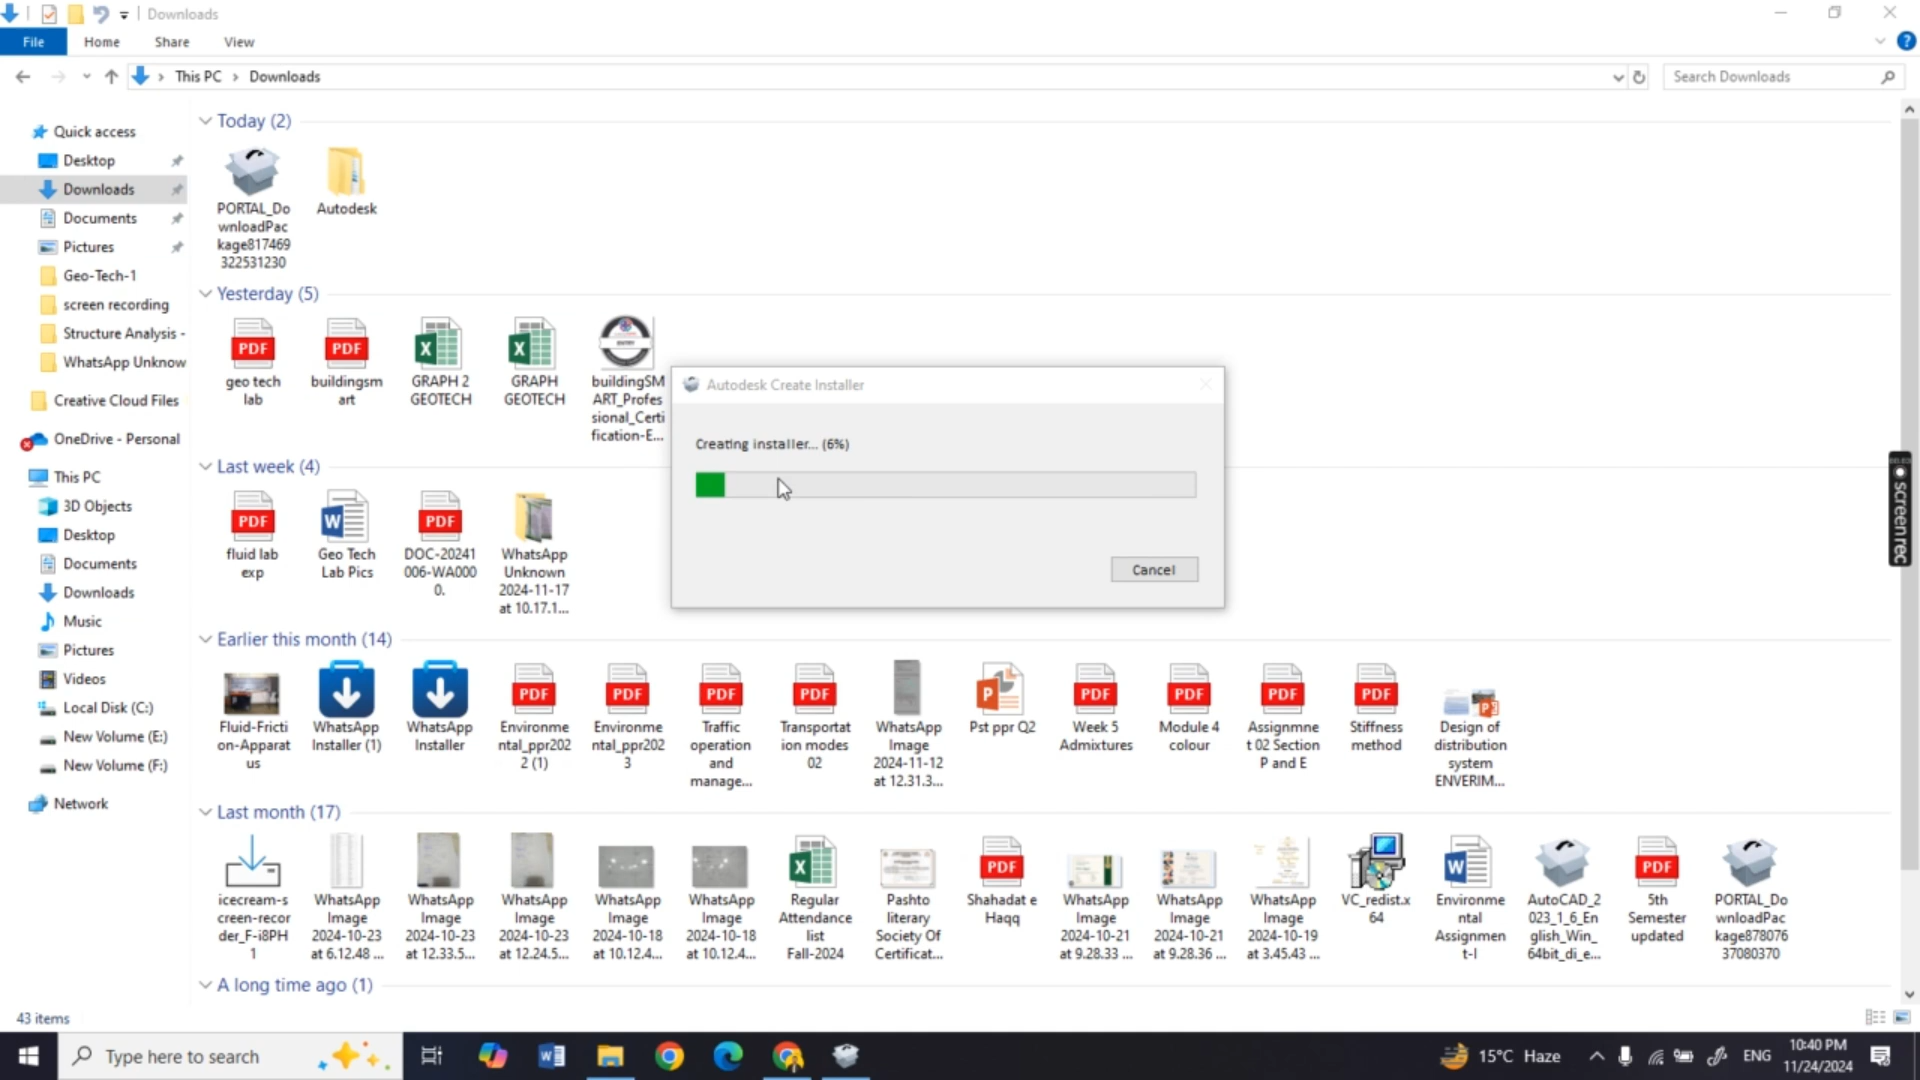 Downloads
File
Home
Share
View
This PC
Downloads
Search Downloads
Quick access
Desktop
Downloads
Documents
Pictures
Geo-Tech-1
screen recording
Structure Analysis -
WhatsApp Unknow
Creative Cloud Files
OneDrive - Personal
This PC
3D Objects
Desktop
Documents
Downloads
Music
Pictures
Videos
Local Disk (C:)
New Volume (E:)
New Volume (F:)
Network
Today (2)
PORTAL_Do
wnloadPac
kage817469
322531230
Autodesk
Yesterday (5)
PDF
geo tech
lab
PDF
buildingsm
art
X
GRAPH 2
GEOTECH
X
GRAPH
GEOTECH
buildingSM
ART_Profes
sional_Certi
fication-E...
Autodesk Create Installer
Creating installer... (6%)
Cancel
Last week (4)
PDF
fluid lab
exp
W
Geo Tech
Lab Pics
PDF
DOC-20241
006-WA000
0.
WhatsApp
Unknown
2024-11-17
at 10.17.1...
Earlier this month (14)
Fluid-Fricti
on-Apparat
us
WhatsApp
Installer (1)
WhatsApp
Installer
PDF
Environme
ntal_ppr202
2 (1)
PDF
Environme
ntal_ppr202
3
PDF
Traffic
operation
and
manage...
PDF
Transportat
ion modes
02
WhatsApp
Image
2024-11-12
at 12.31.3...
P
Pst ppr Q2
PDF
Week 5
Admixtures
PDF
Module 4
colour
PDF
Assignmne
t 02 Section
P and E
PDF
Stiffness
method
P
Design of
distribution
system
ENVERIM...
Last month (17)
icecream-s
creen-recor
der_F-i8PH
1
WhatsApp
Image
2024-10-23
at 6.12.48 ...
WhatsApp
Image
2024-10-23
at 12.33.5...
WhatsApp
Image
2024-10-23
at 12.24.5...
WhatsApp
Image
2024-10-18
at 10.12.4...
WhatsApp
Image
2024-10-18
at 10.12.4...
X
Regular
Attendance
list
Fall-2024
Pashto
literary
Society Of
Certificat...
PDF
Shahadat e
Haqq
WhatsApp
Image
2024-10-21
at 9.28.33 ...
WhatsApp
Image
2024-10-21
at 9.28.36 ...
WhatsApp
Image
2024-10-19
at 3.45.43 ...
VC_redist.x
64
W
Environme
ntal
Assignmen
t-I
AutoCAD_2
023_1_6_En
glish_Win_
64bit_di_e...
PDF
5th
Semester
updated
PORTAL_Do
wnloadPac
kage878076
37080370
A long time ago (1)
screenrec
43 items
Type here to search
15°C Haze
ENG
10:40 PM
11/24/2024